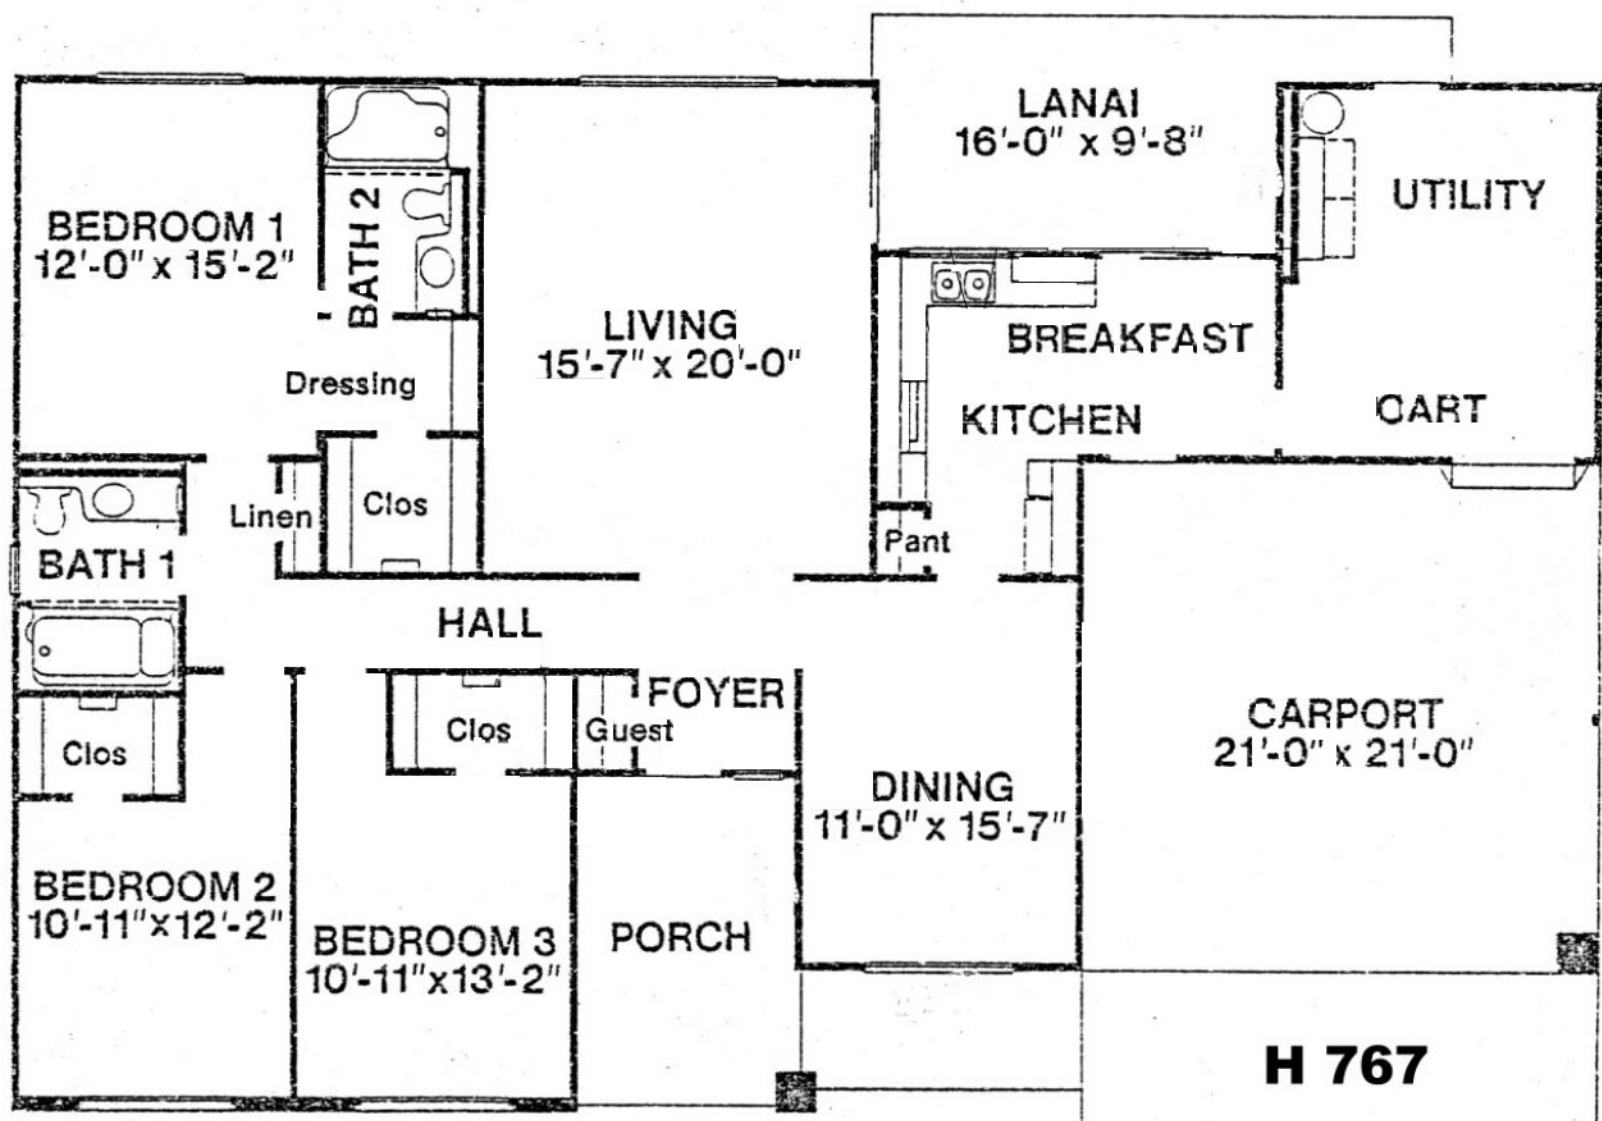 LANAI
16'-0" x 9'-8"
UTILITY
BEDROOM 1
12'-0" x 15'-2"
BATH 2
LIVING
15'-7" x 20'-0"
BREAKFAST
Dressing
KITCHEN
CART
Clos
Linen
Pant
BATH 1
HALL
FOYER
Clos
Guest
Clos
CARPORT
21'-0" x 21'-0"
DINING
11'-0" x 15'-7"
BEDROOM 2
10'-11"x12'-2"
BEDROOM 3
10'-11"x13'-2"
PORCH
H 767